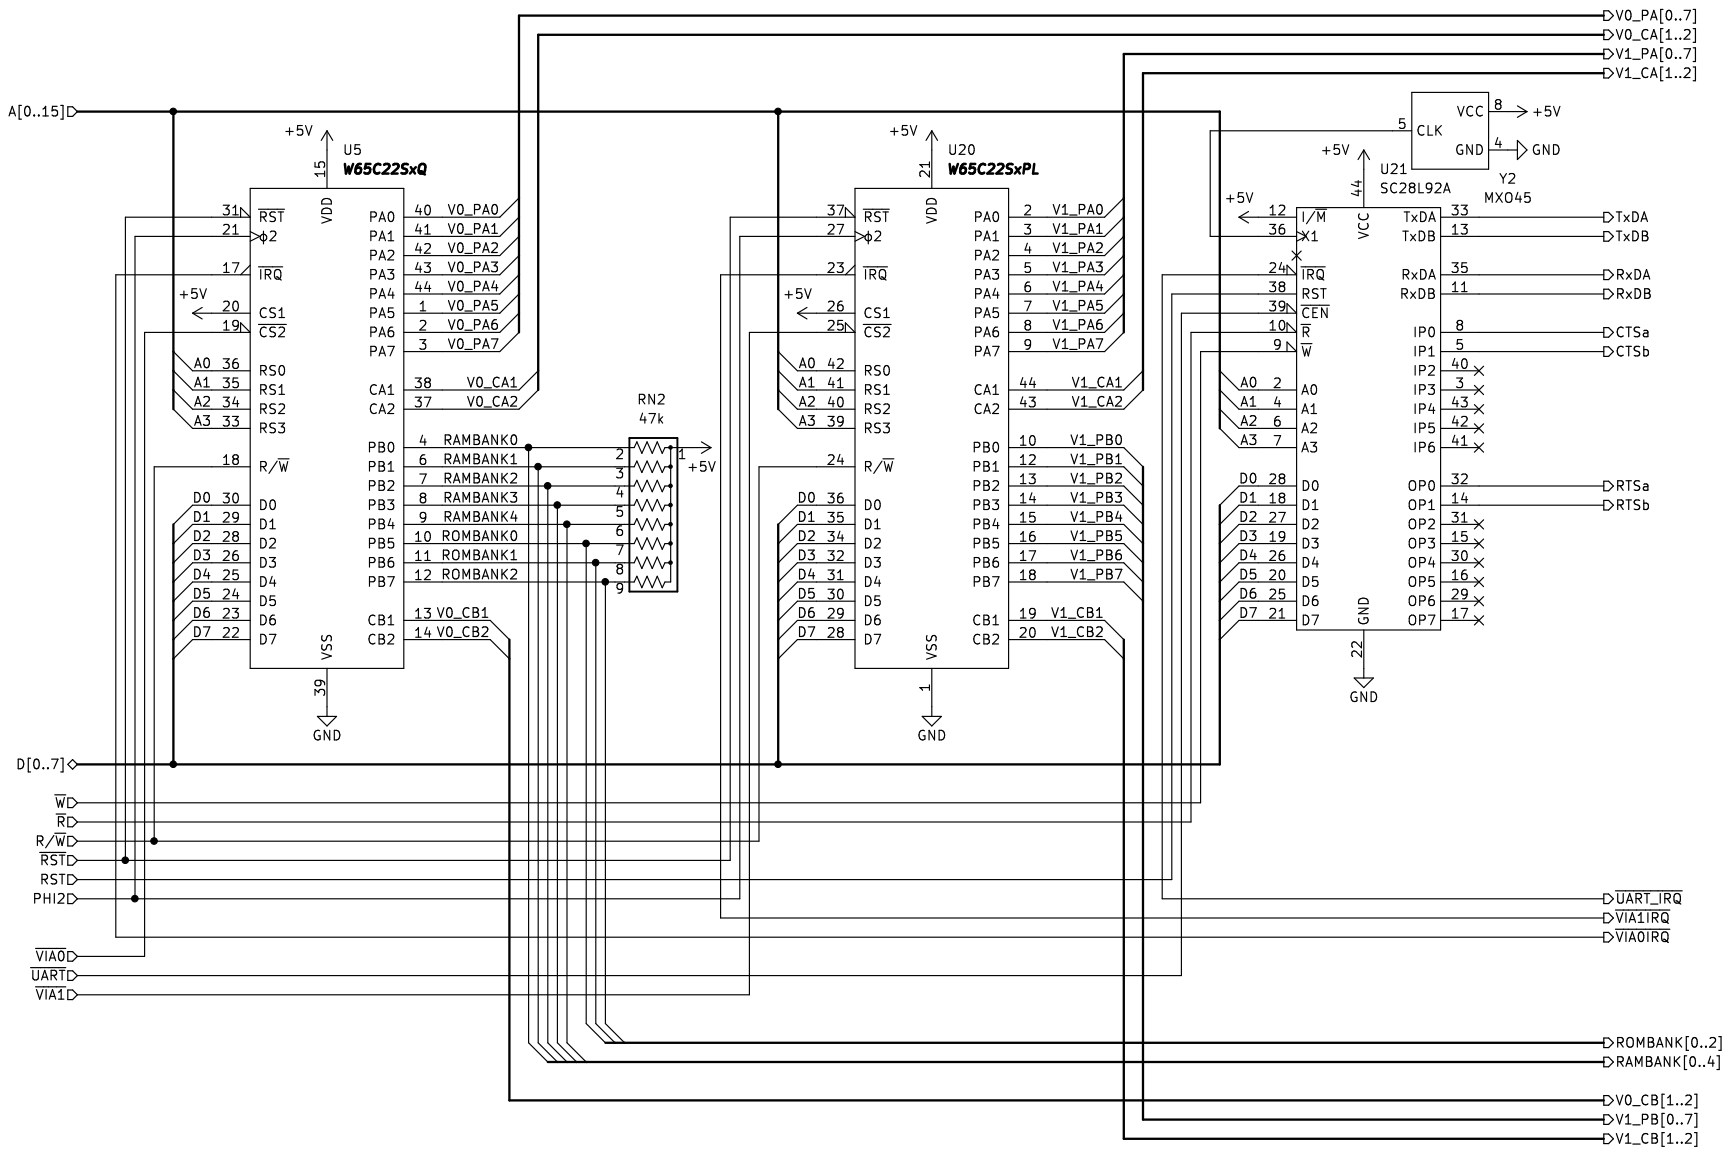 V0_PA[0..7]
V0_CA[1..2]
V1_PA[0..7]
V1_CA[1..2]
A[0..15]
+5V
15
U5
W65C22SxQ
VDD
31 R̅S̅T̅
21 ϕ2
17 I̅R̅Q̅
+5V
20 CS1
19 C̅S̅2̅
A0 36 RS0
A1 35 RS1
A2 34 RS2
A3 33 RS3
18 R/W̅
D0 30 D0
D1 29 D1
D2 28 D2
D3 26 D3
D4 25 D4
D5 24 D5
D6 23 D6
D7 22 D7
PA0 40 V0_PA0
PA1 41 V0_PA1
PA2 42 V0_PA2
PA3 43 V0_PA3
PA4 44 V0_PA4
PA5 1 V0_PA5
PA6 2 V0_PA6
PA7 3 V0_PA7
CA1 38 V0_CA1
CA2 37 V0_CA2
PB0 4 RAMBANK0
PB1 6 RAMBANK1
PB2 7 RAMBANK2
PB3 8 RAMBANK3
PB4 9 RAMBANK4
PB5 10 ROMBANK0
PB6 11 ROMBANK1
PB7 12 ROMBANK2
CB1 13 V0_CB1
CB2 14 V0_CB2
VSS
39
GND
RN2
47k
1
+5V
2
3
4
5
6
7
8
9
+5V
21
U20
W65C22SxPL
VDD
37 R̅S̅T̅
27 ϕ2
23 I̅R̅Q̅
+5V
26 CS1
25 C̅S̅2̅
A0 42 RS0
A1 41 RS1
A2 40 RS2
A3 39 RS3
24 R/W̅
D0 36 D0
D1 35 D1
D2 34 D2
D3 32 D3
D4 31 D4
D5 30 D5
D6 29 D6
D7 28 D7
PA0 2 V1_PA0
PA1 3 V1_PA1
PA2 4 V1_PA2
PA3 5 V1_PA3
PA4 6 V1_PA4
PA5 7 V1_PA5
PA6 8 V1_PA6
PA7 9 V1_PA7
CA1 44 V1_CA1
CA2 43 V1_CA2
PB0 10 V1_PB0
PB1 12 V1_PB1
PB2 13 V1_PB2
PB3 14 V1_PB3
PB4 15 V1_PB4
PB5 16 V1_PB5
PB6 17 V1_PB6
PB7 18 V1_PB7
CB1 19 V1_CB1
CB2 20 V1_CB2
VSS
1
GND
5 CLK
VCC 8 +5V
GND 4 GND
Y2
MXO45
+5V
44
U21
SC28L92A
VCC
+5V
12 I/M̅
36 X1
24 I̅R̅Q̅
38 RST
39 C̅E̅N̅
10 R̅
9 W̅
A0 2 A0
A1 4 A1
A2 6 A2
A3 7 A3
D0 28 D0
D1 18 D1
D2 27 D2
D3 19 D3
D4 26 D4
D5 20 D5
D6 25 D6
D7 21 D7
TxDA 33 TxDA
TxDB 13 TxDB
RxDA 35 RxDA
RxDB 11 RxDB
IP0 8 CTSa
IP1 5 CTSb
IP2 40
IP3 3
IP4 43
IP5 42
IP6 41
OP0 32 RTSa
OP1 14 RTSb
OP2 31
OP3 15
OP4 30
OP5 16
OP6 29
OP7 17
GND
22
GND
D[0..7]
W̅
R̅
R/W̅
R̅S̅T̅
RST
PHI2
V̅I̅A̅0̅
U̅A̅R̅T̅
V̅I̅A̅1̅
U̅A̅R̅T̅_̅I̅R̅Q̅
V̅I̅A̅1̅I̅R̅Q̅
V̅I̅A̅0̅I̅R̅Q̅
ROMBANK[0..2]
RAMBANK[0..4]
V0_CB[1..2]
V1_PB[0..7]
V1_CB[1..2]